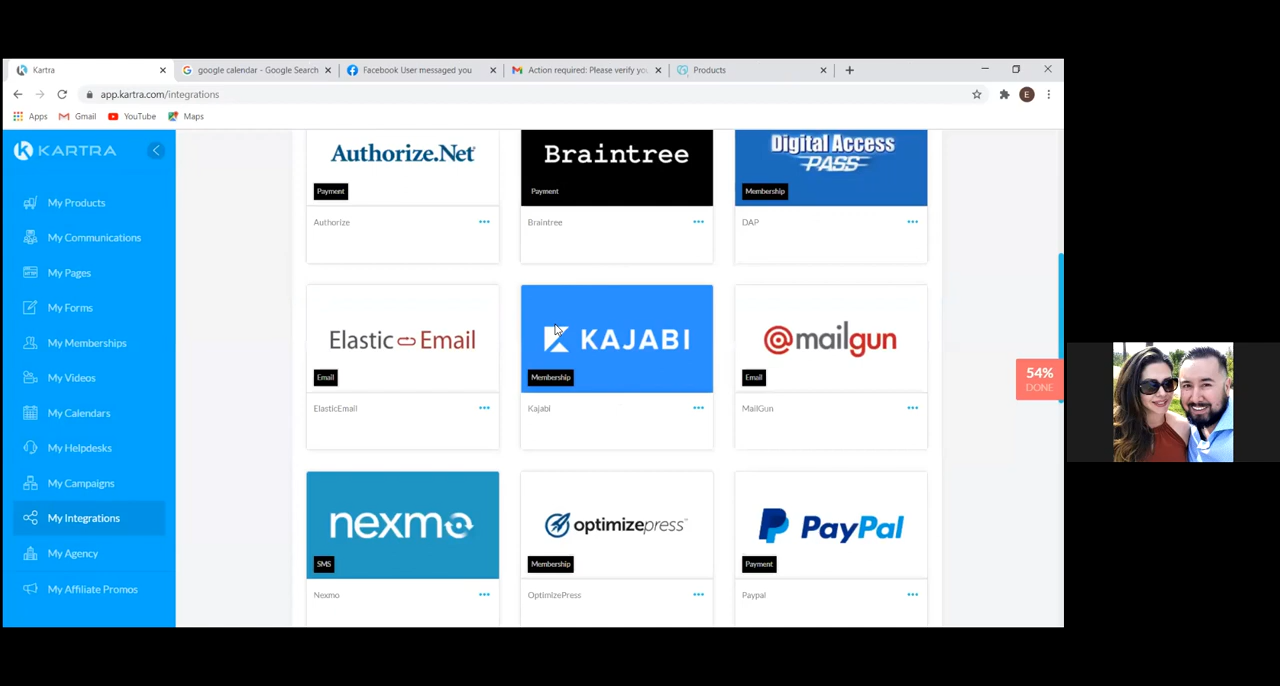 Kartra
google calendar - Google Search
Facebook User messaged you
Action required: Please verify you
Products
app.kartra.com/integrations
E
Apps
Gmail
YouTube
Maps
KARTRA
My Products
My Communications
My Pages
My Forms
My Memberships
My Videos
My Calendars
My Helpdesks
My Campaigns
My Integrations
My Agency
My Affiliate Promos
Authorize.Net
Payment
Authorize
Braintree
Payment
Braintree
Digital Access
PASS
Membership
DAP
Elastic Email
Email
ElasticEmail
KAJABI
Membership
Kajabi
@mailgun
Email
MailGun
nexmo
SMS
Nexmo
optimizepress™
Membership
OptimizePress
PayPal
Payment
Paypal
54%
DONE